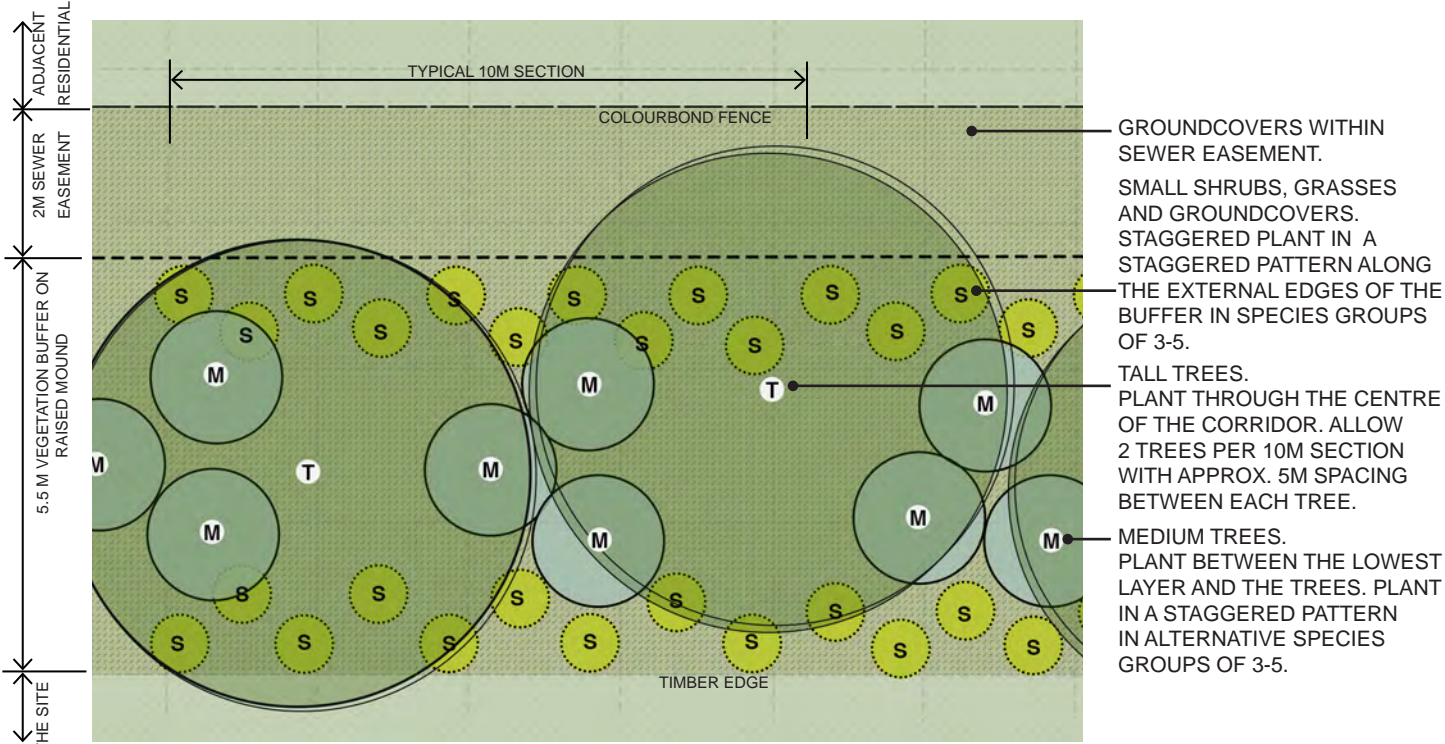 ADJACENT
RESIDENTIAL
2M SEWER
EASEMENT
5.5 M VEGETATION BUFFER ON
RAISED MOUND
THE SITE
TYPICAL 10M SECTION
COLOURBOND FENCE
S
S
S
S
S
S
S
S
S
S
S
S
S
S
M
M
T
M
M
M
M
T
M
M
M
M
S
S
S
S
S
S
S
S
S
S
S
S
S
S
TIMBER EDGE
GROUNDCOVERS WITHIN
SEWER EASEMENT.
SMALL SHRUBS, GRASSES
AND GROUNDCOVERS.
STAGGERED PLANT IN A
STAGGERED PATTERN ALONG
THE EXTERNAL EDGES OF THE
BUFFER IN SPECIES GROUPS
OF 3-5.
TALL TREES.
PLANT THROUGH THE CENTRE
OF THE CORRIDOR. ALLOW
2 TREES PER 10M SECTION
WITH APPROX. 5M SPACING
BETWEEN EACH TREE.
MEDIUM TREES.
PLANT BETWEEN THE LOWEST
LAYER AND THE TREES. PLANT
IN A STAGGERED PATTERN
IN ALTERNATIVE SPECIES
GROUPS OF 3-5.